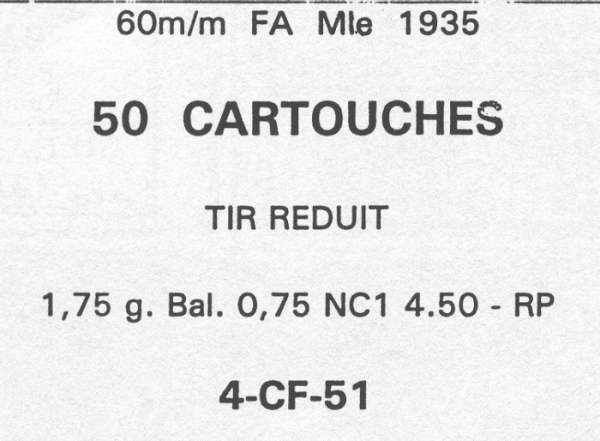 60m/m FA Mle 1935
50 CARTOUCHES
TIR REDUIT
1,75 g. Bal. 0,75 NC1 4.50 - RP
4-CF-51